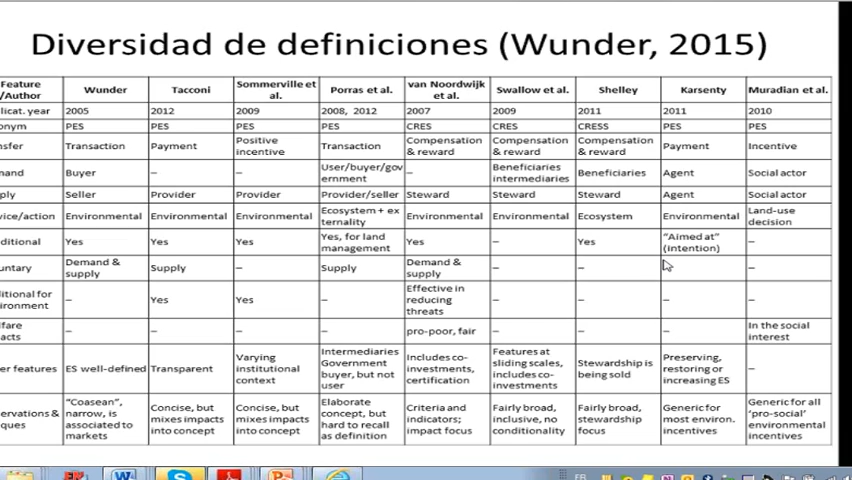 Diversidad de definiciones (Wunder, 2015)
Feature /Author | Wunder | Tacconi | Sommerville et al. | Porras et al. | van Noordwijk et al. | Swallow et al. | Shelley | Karsenty | Muradian et al.
licat. year | 2005 | 2012 | 2009 | 2008, 2012 | 2007 | 2009 | 2011 | 2011 | 2010
onym | PES | PES | PES | PES | CRES | CRES | CRESS | PES | PES
nsfer | Transaction | Payment | Positive incentive | Transaction | Compensation & reward | Compensation & reward | Compensation & reward | Payment | Incentive
mand | Buyer | – | – | User/buyer/government | – | Beneficiaries intermediaries | Beneficiaries | Agent | Social actor
ply | Seller | Provider | Provider | Provider/seller | Steward | Steward | Steward | Agent | Social actor
vice/action | Environmental | Environmental | Environmental | Ecosystem + ex ternality | Environmental | Environmental | Ecosystem | Environmental | Land-use decision
ditional | Yes | Yes | Yes | Yes, for land management | Yes | – | Yes | “Aimed at” (intention) | –
untary | Demand & supply | Supply | | Supply | Demand & supply | – | – | | –
ditional for ironment | – | Yes | Yes | – | Effective in reducing threats | – | – | – | –
lfare acts | – | – | – | – | pro-poor, fair | – | – | – | In the social interest
er features | ES well-defined | Transparent | Varying institutional context | Intermediaries Government buyer, but not user | Includes co-investments, certification | Features at sliding scales, includes co-investments | Stewardship is being sold | Preserving, restoring or increasing ES | –
ervations & iques | “Coasean”, narrow, is associated to markets | Concise, but mixes impacts into concept | Concise, but mixes impacts into concept | Elaborate concept, but hard to recall as definition | Criteria and indicators; impact focus | Fairly broad, inclusive, no conditionality | Fairly broad, stewardship focus | Generic for most environ. incentives | Generic for all ‘pro-social’ environmental incentives
FR